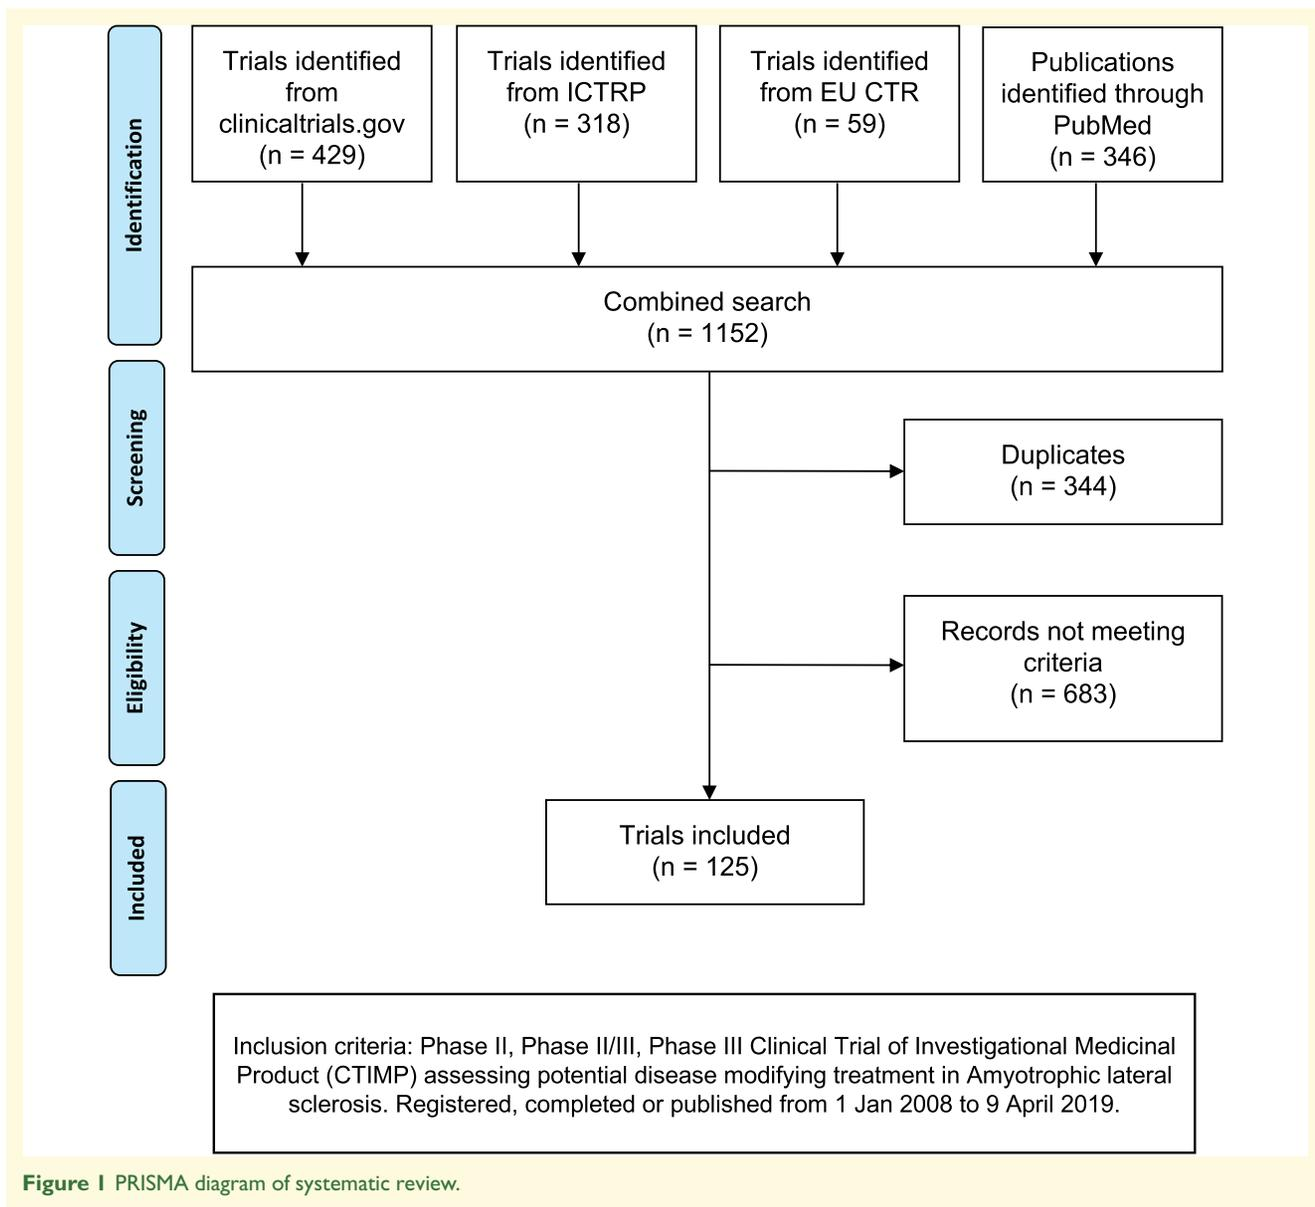 Identification
Trials identified
from
clinicaltrials.gov
(n = 429)
Trials identified
from ICTRP
(n = 318)
Trials identified
from EU CTR
(n = 59)
Publications
identified through
PubMed
(n = 346)
Combined search
(n = 1152)
Screening
Duplicates
(n = 344)
Eligibility
Records not meeting
criteria
(n = 683)
Included
Trials included
(n = 125)
Inclusion criteria: Phase II, Phase II/III, Phase III Clinical Trial of Investigational Medicinal
Product (CTIMP) assessing potential disease modifying treatment in Amyotrophic lateral
sclerosis. Registered, completed or published from 1 Jan 2008 to 9 April 2019.
Figure 1 PRISMA diagram of systematic review.